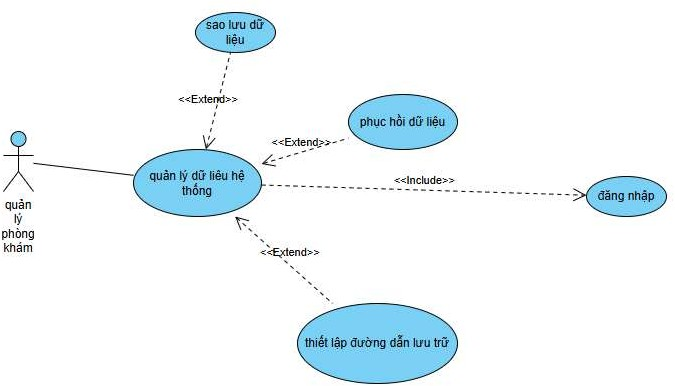 sao lưu dữ
liệu
<<Extend>>
phục hồi dữ liệu
<<Extend>>
quản lý dữ liêu hệ
thống
<<Include>>
đăng nhập
quản
lý
phòng
khám
<<Extend>>
thiết lập đường dẫn lưu trữ